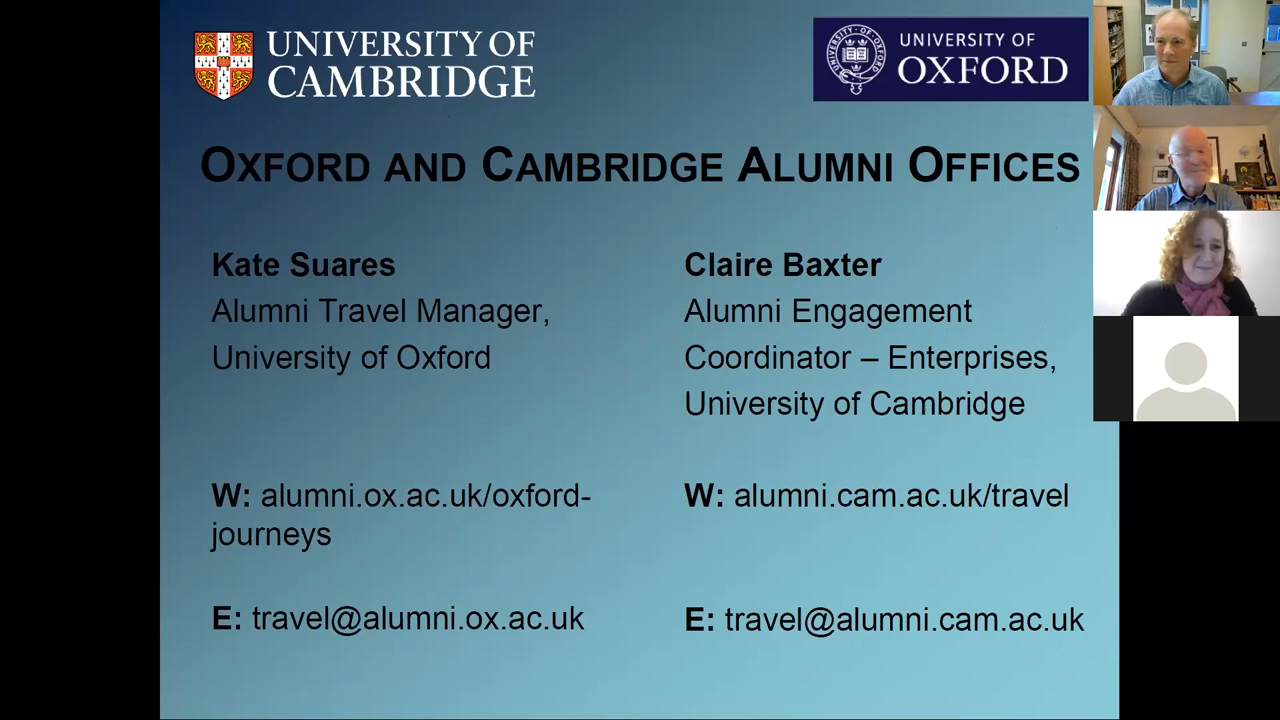 UNIVERSITY OF
CAMBRIDGE
UNIVERSITY OF
OXFORD
OXFORD AND CAMBRIDGE ALUMNI OFFICES
Kate Suares
Alumni Travel Manager,
University of Oxford
W: alumni.ox.ac.uk/oxford-
journeys
E: travel@alumni.ox.ac.uk
Claire Baxter
Alumni Engagement
Coordinator – Enterprises,
University of Cambridge
W: alumni.cam.ac.uk/travel
E: travel@alumni.cam.ac.uk